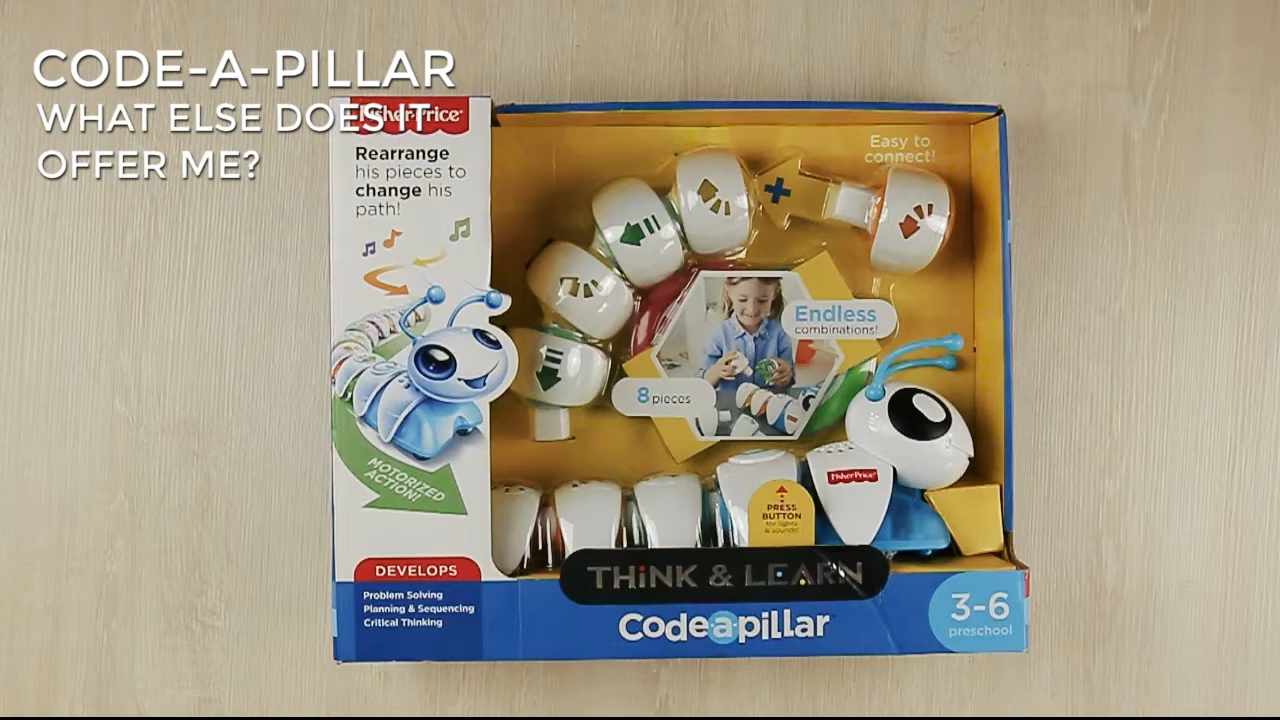 CODE-A-PILLAR
WHAT ELSE DOES IT
OFFER ME?
Fisher-Price
Rearrange
his pieces to
change his
path!
MOTORIZED
ACTION!
DEVELOPS
Problem Solving
Planning & Sequencing
Critical Thinking
Easy to
connect!
Endless
combinations!
8 pieces
Fisher-Price
PRESS
BUTTON
for lights
& sounds!
THiNK & LEARN
Code-a-pillar
3-6
preschool